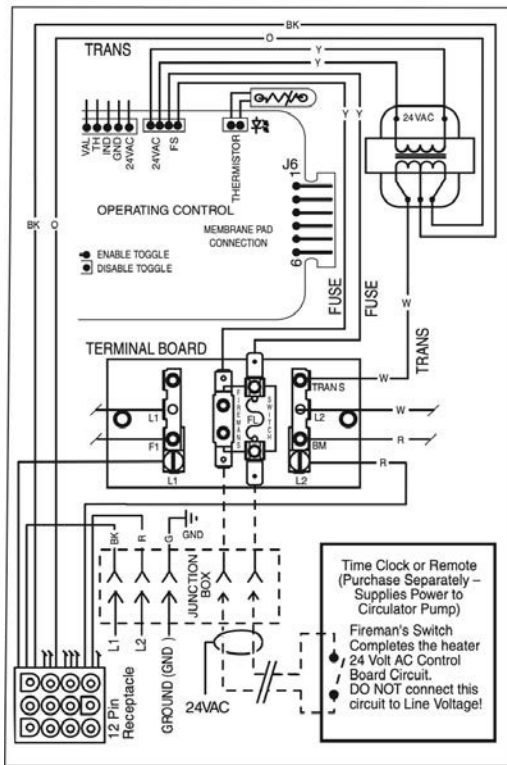 BK
O
TRANS
Y
Y
24VAC
VAL
TH
IND
GND
24VAC
24VAC
FS
THERMISTOR
Y
Y
J6
1
OPERATING CONTROL
MEMBRANE PAD
CONNECTION
BK
O
ENABLE TOGGLE
DISABLE TOGGLE
6
FUSE
FUSE
W
TRANS
TERMINAL BOARD
TRANS
W
L1
FIREMANS
FL
SWITCH
L2
W
F1
BM
R
L1
L2
R
BK
R
G
GND
JUNCTION
BOX
L1
L2
GROUND (GND)
24VAC
12 Pin
Receptacle
Time Clock or Remote
(Purchase Separately –
Supplies Power to
Circulator Pump)
Fireman's Switch
Completes the heater
24 Volt AC Control
Board Circuit.
DO NOT connect this
circuit to Line Voltage!